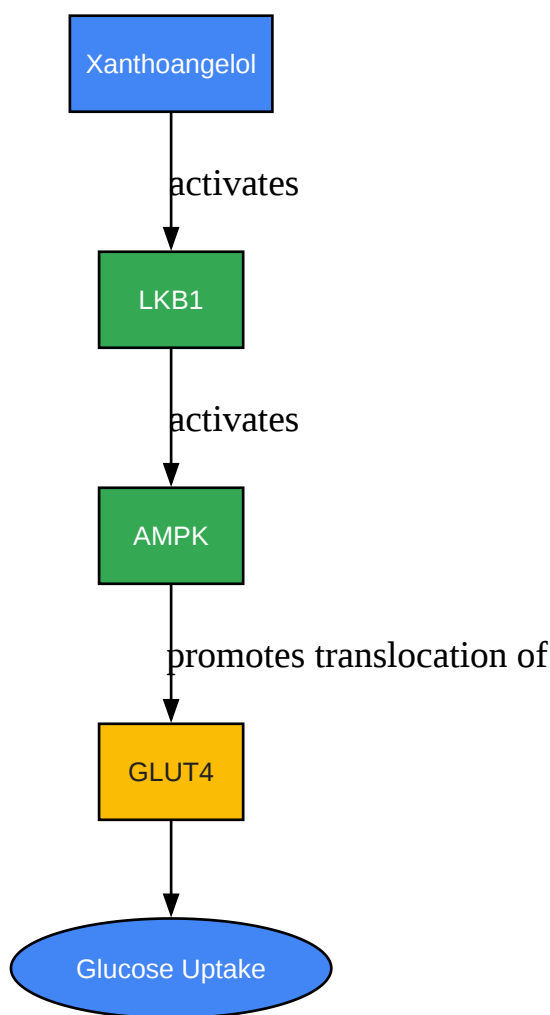 Xanthoangelol
activates
LKB1
activates
AMPK
promotes translocation of
GLUT4
Glucose Uptake